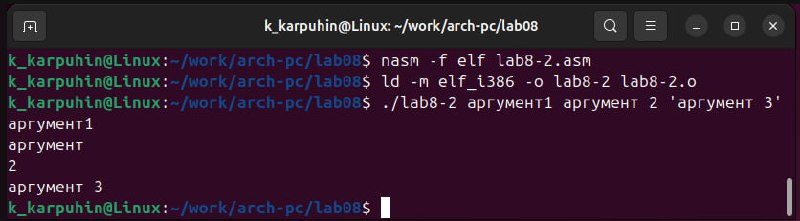 k_karpuhin@Linux: ~/work/arch-pc/lab08
k_karpuhin@Linux:~/work/arch-pc/lab08$ nasm -f elf lab8-2.asm
k_karpuhin@Linux:~/work/arch-pc/lab08$ ld -m elf_i386 -o lab8-2 lab8-2.o
k_karpuhin@Linux:~/work/arch-pc/lab08$ ./lab8-2 аргумент1 аргумент 2 'аргумент 3'
аргумент1
аргумент
2
аргумент 3
k_karpuhin@Linux:~/work/arch-pc/lab08$